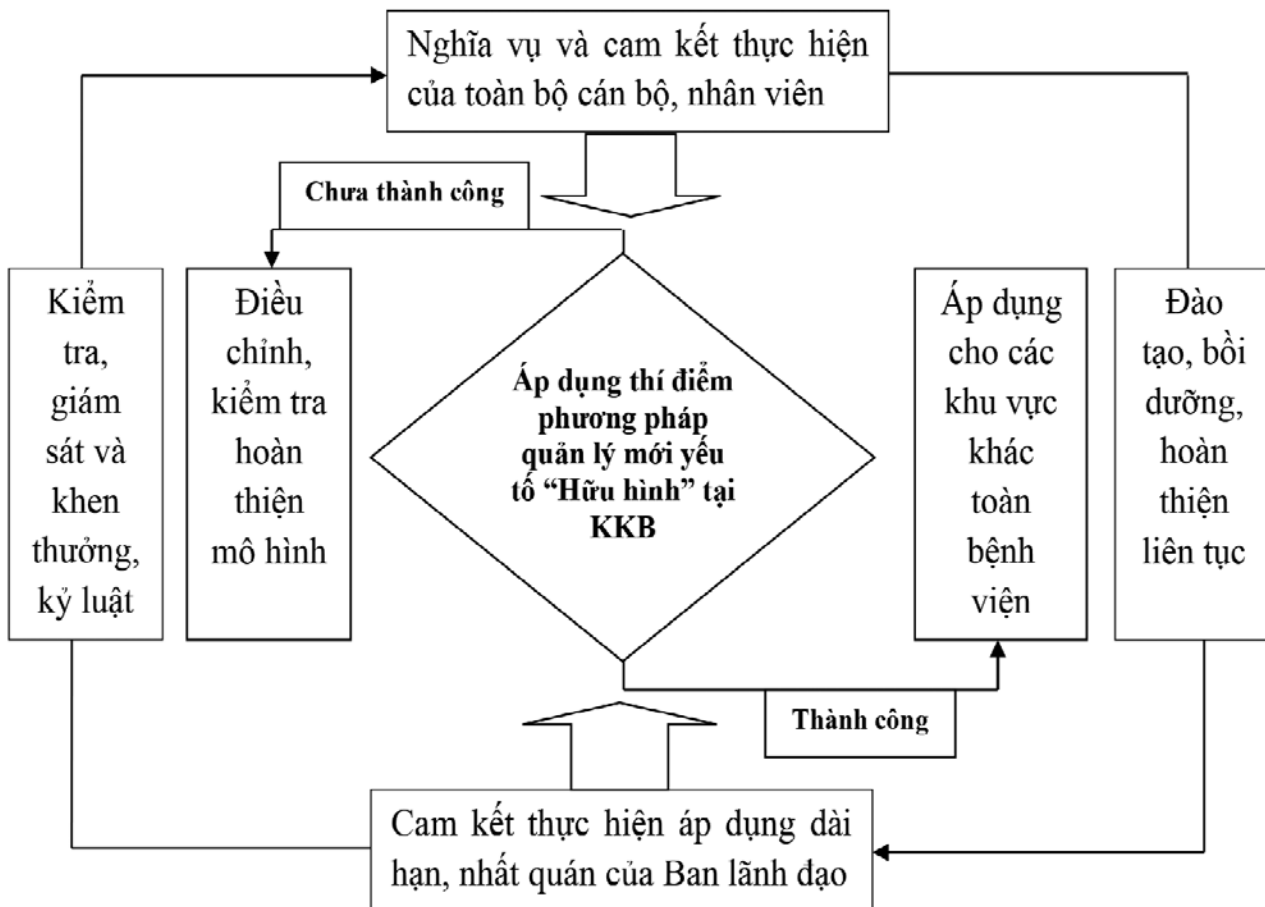 Nghĩa vụ và cam kết thực hiện
của toàn bộ cán bộ, nhân viên
Chưa thành công
Kiểm
tra,
giám
sát và
khen
thưởng,
kỷ luật
Điều
chỉnh,
kiểm tra
hoàn
thiện
mô hình
Áp dụng thí điểm
phương pháp
quản lý mới yếu
tố “Hữu hình” tại
KKB
Áp dụng
cho các
khu vực
khác
toàn
bệnh
viện
Đào
tạo, bồi
dưỡng,
hoàn
thiện
liên tục
Thành công
Cam kết thực hiện áp dụng dài
hạn, nhất quán của Ban lãnh đạo